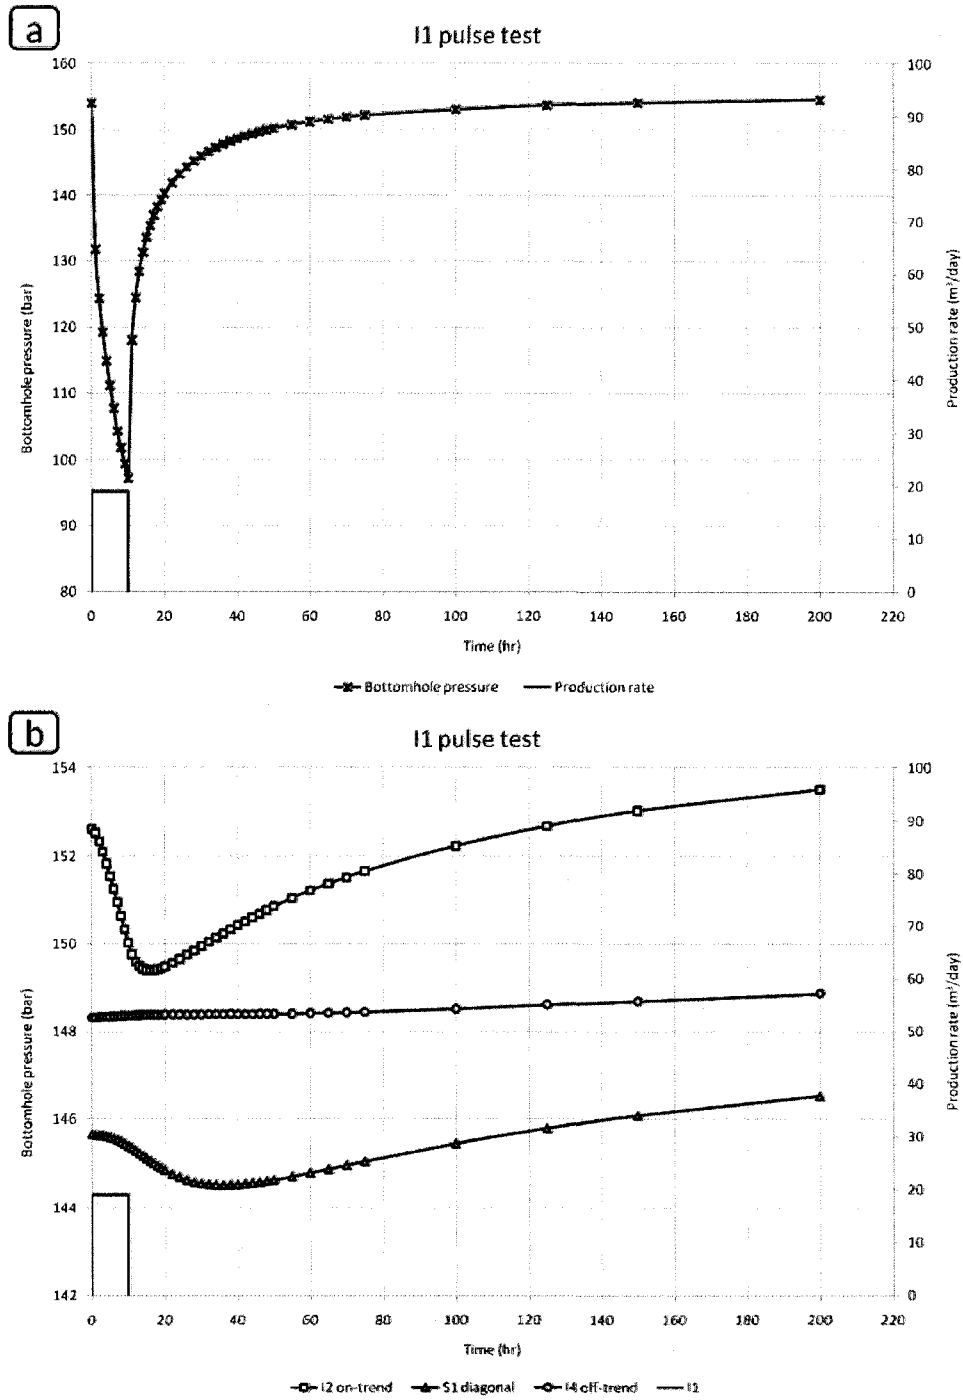 a
I1 pulse test
160 150 140 130 120 110 100 90 80
Bottomhole pressure (bar)
100 90 80 70 60 50 40 30 20 10 0
Production rate (m³/day)
0 20 40 60 80 100 120 140 160 180 200 220
Time (hr)
Bottomhole pressure Production rate
b
I1 pulse test
154 152 150 148 146 144 142
Bottomhole pressure (bar)
100 90 80 70 60 50 40 30 20 10 0
Production rate (m³/day)
0 20 40 60 80 100 120 140 160 180 200 220
Time (hr)
I2 on-trend S1 diagonal I4 off-trend I1